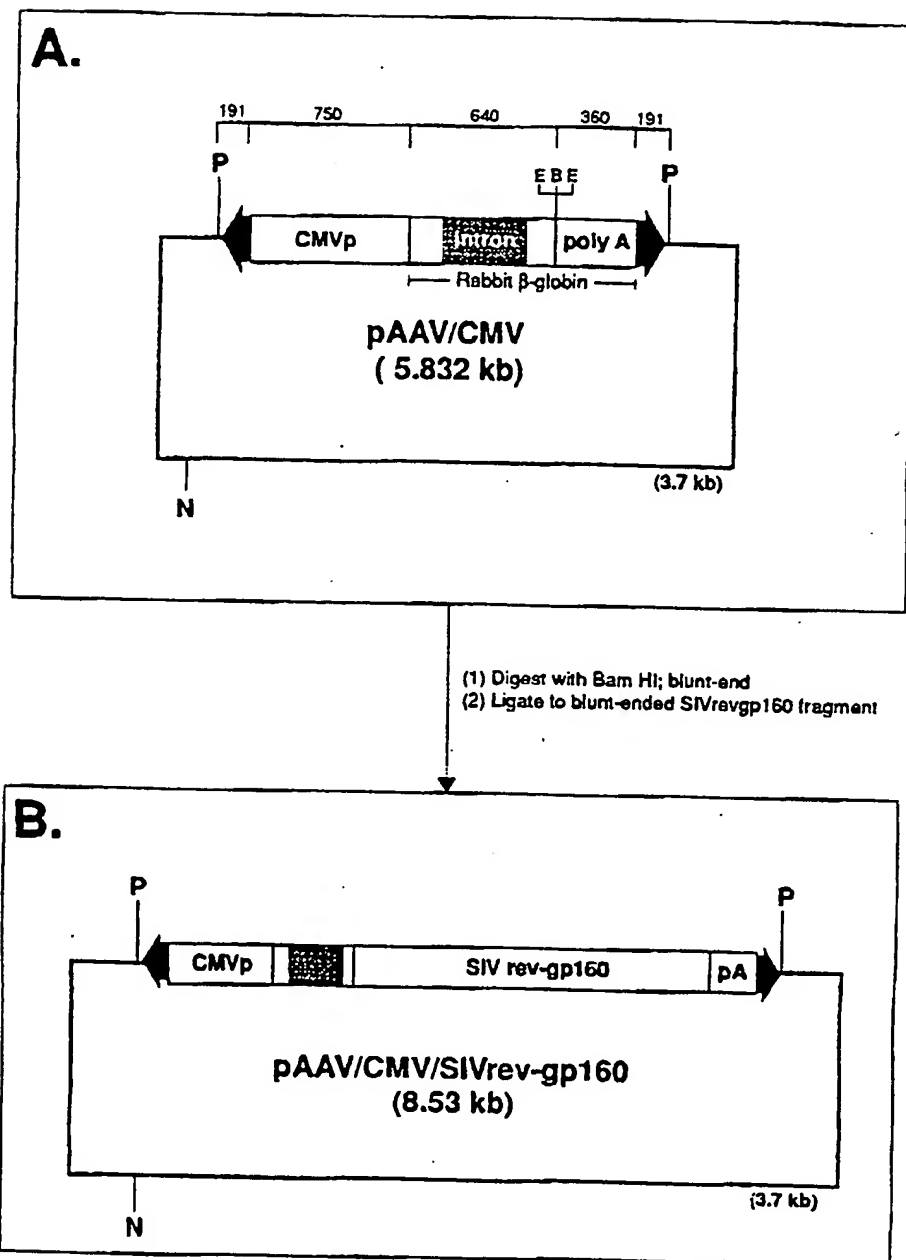 A.
191 750 640 360 191
P P
E B E
CMVp Intron poly A
Rabbit β-globin
pAAV/CMV
( 5.832 kb)
(3.7 kb)
N
(1) Digest with Bam HI; blunt-end
(2) Ligate to blunt-ended SIVrevgp160 fragment
B.
P P
CMVp SIV rev-gp160 pA
pAAV/CMV/SIVrev-gp160
(8.53 kb)
(3.7 kb)
N